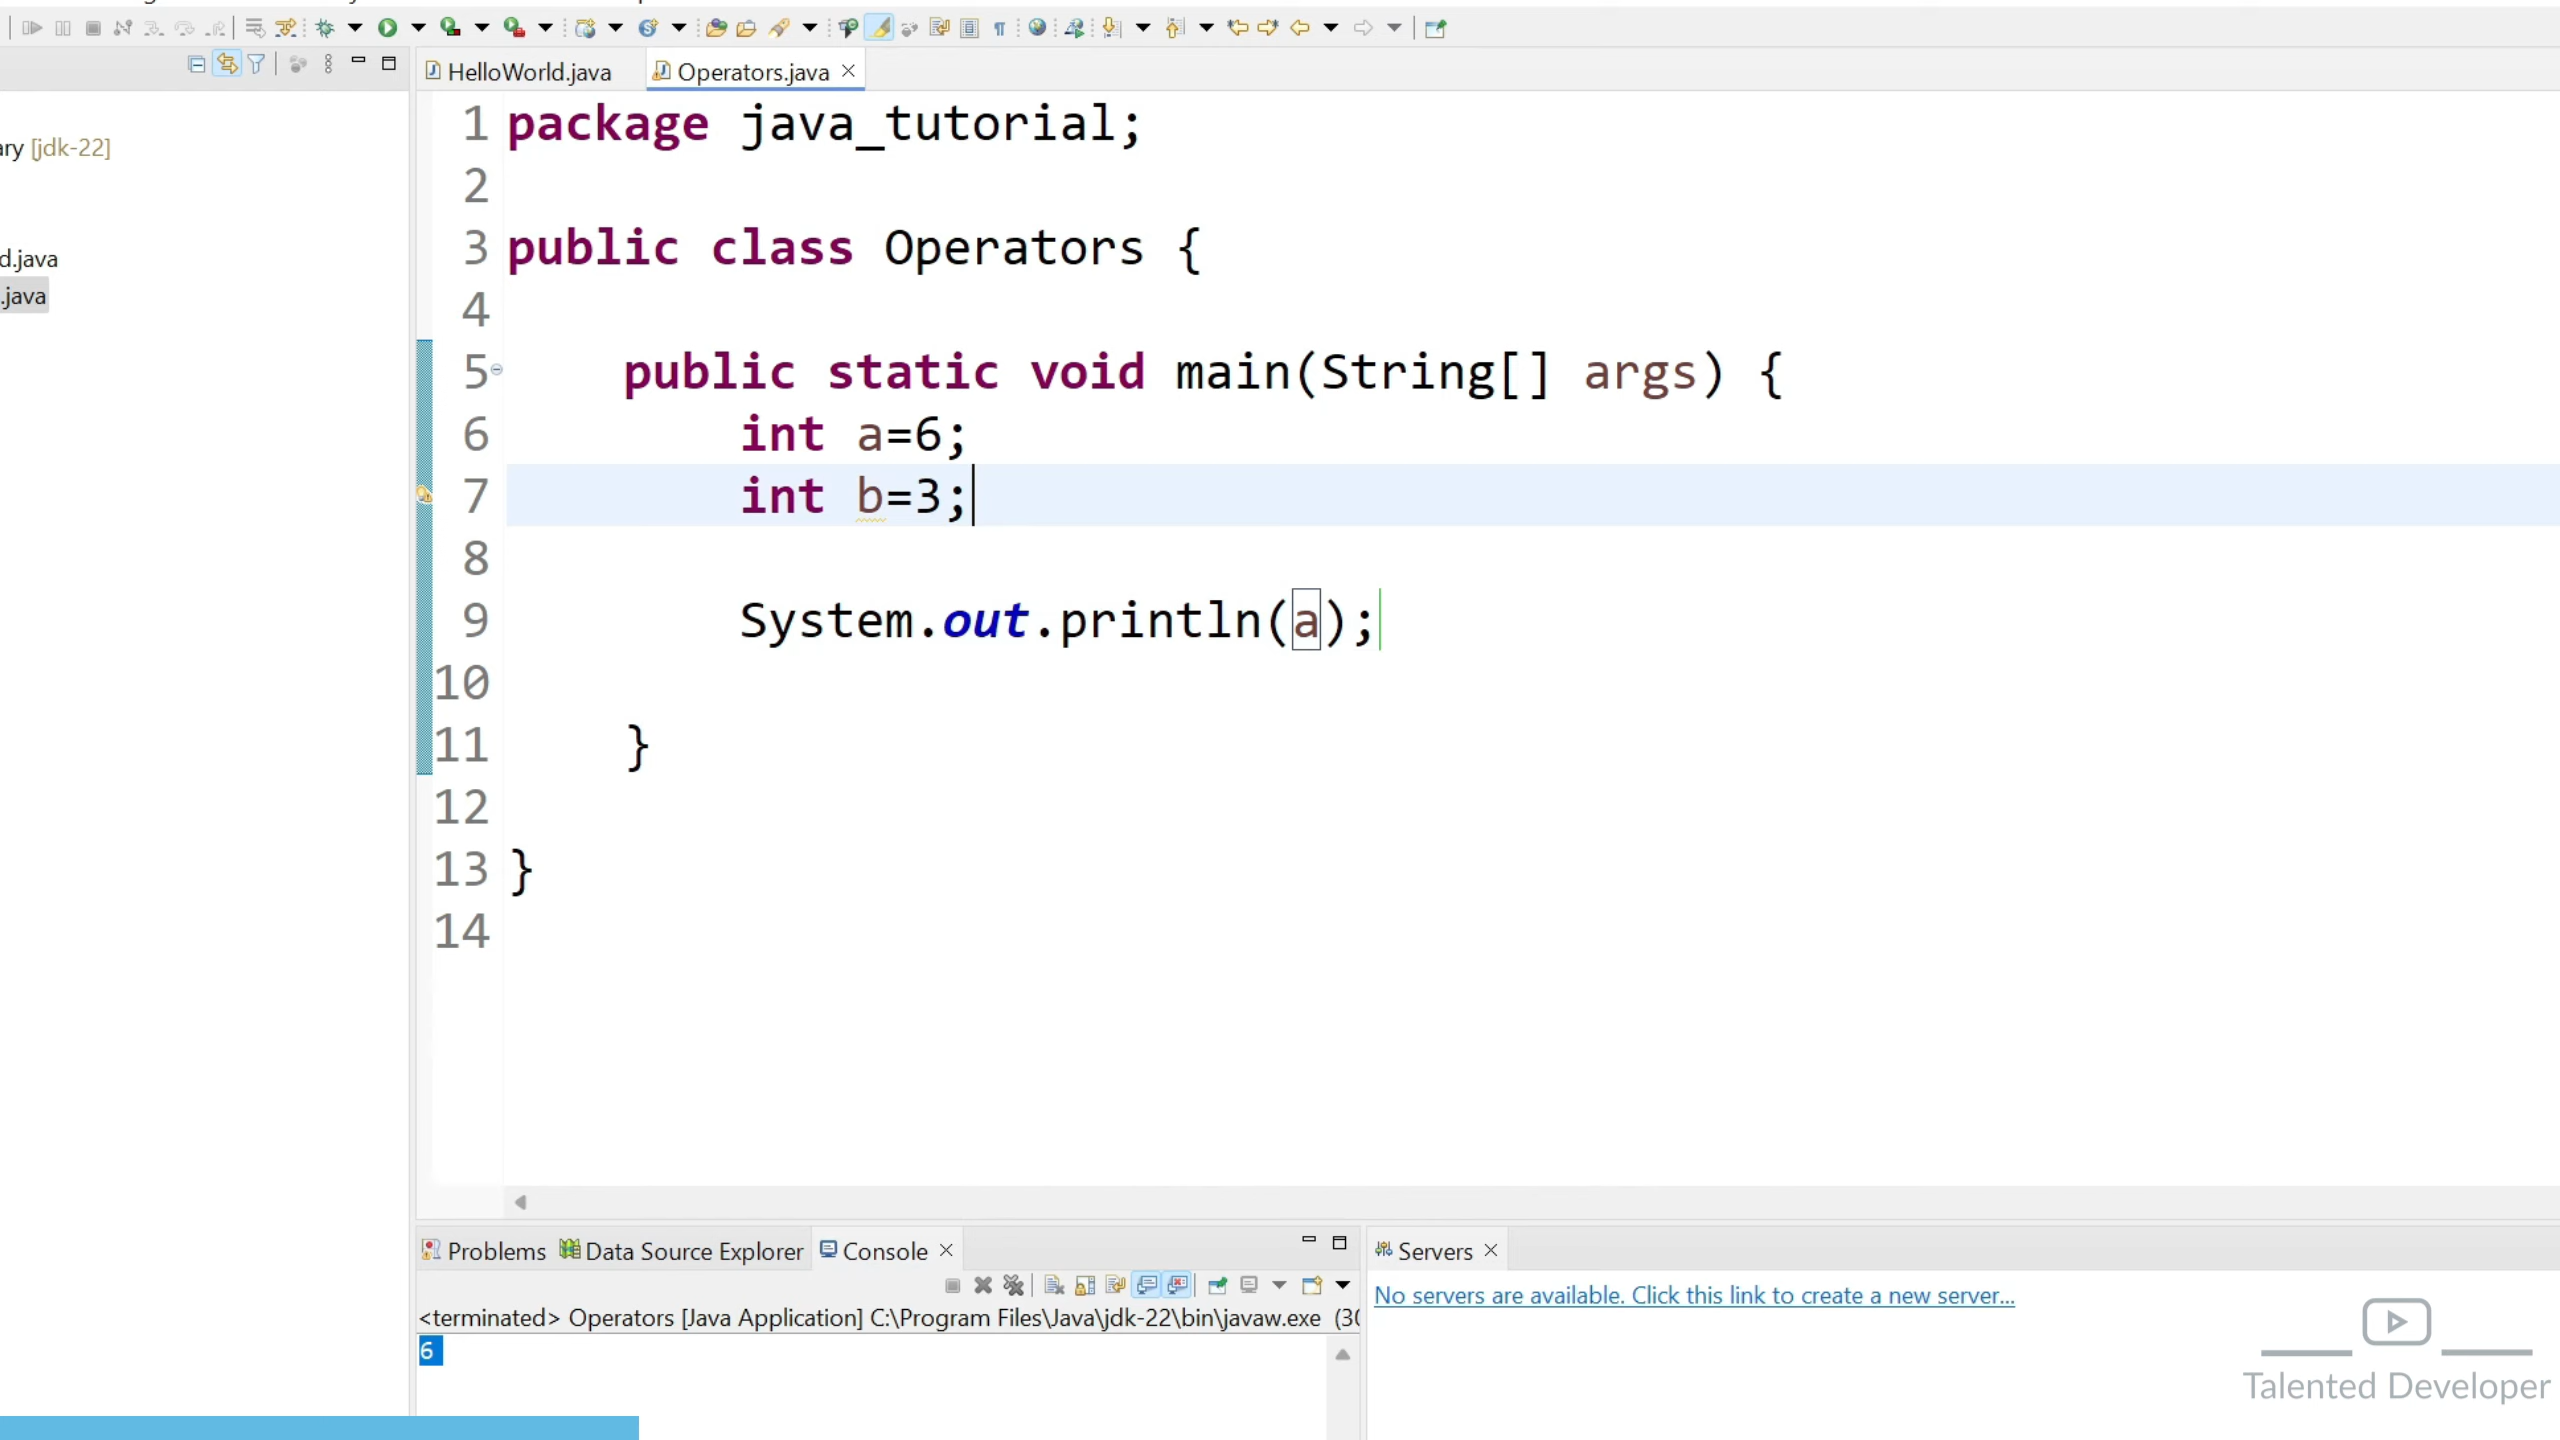 HelloWorld.java
Operators.java
ary [jdk-22]
d.java
.java
1 package java_tutorial;
2
3 public class Operators {
4
5 public static void main(String[] args) {
6 int a=6;
7 int b=3;
8
9 System.out.println(a);
10
11 }
12
13 }
14
Problems Data Source Explorer Console
Servers
<terminated> Operators [Java Application] C:\Program Files\Java\jdk-22\bin\javaw.exe (30
6
No servers are available. Click this link to create a new server...
Talented Developer